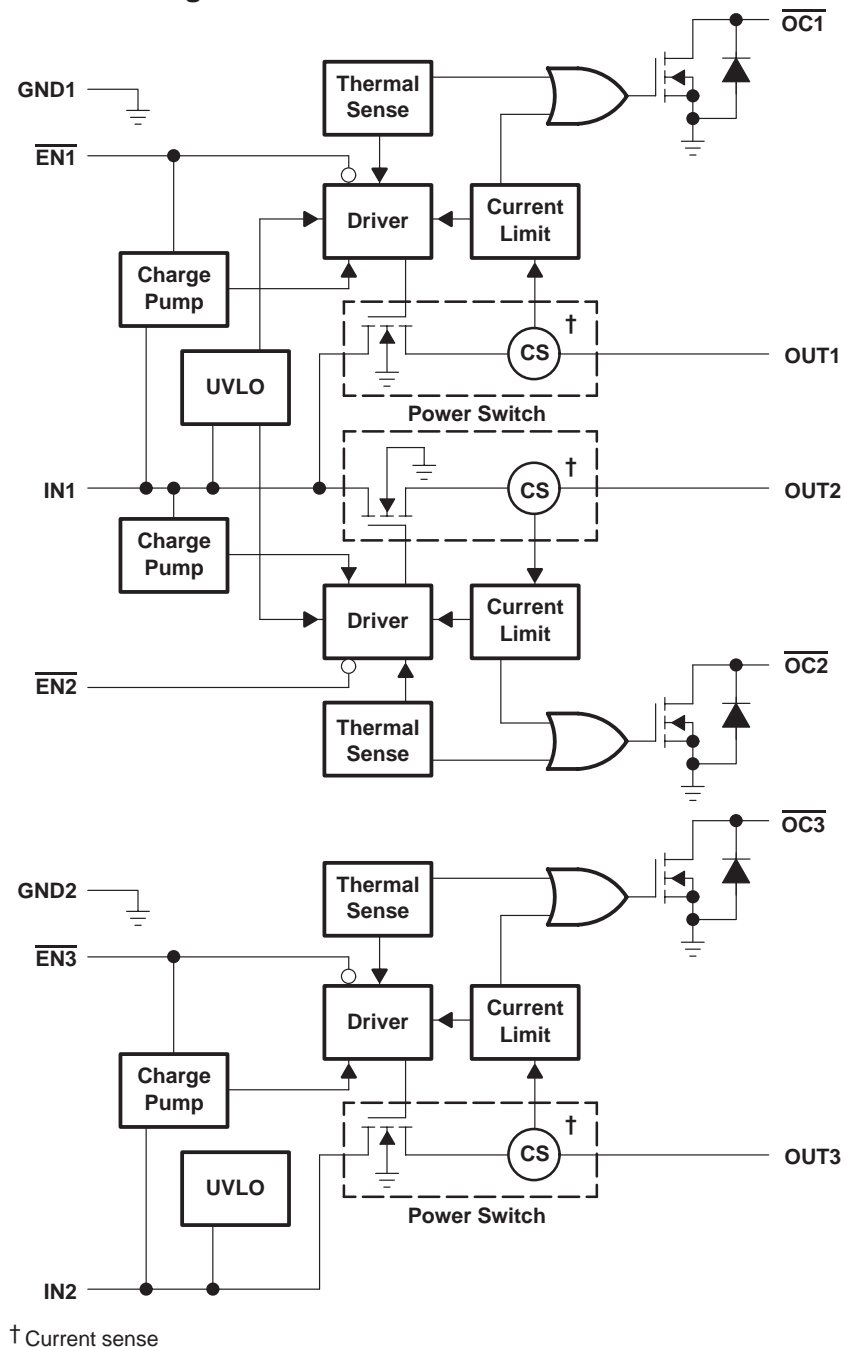 OC1
GND1
Thermal
Sense
EN1
Driver
Current
Limit
Charge
Pump
†
CS
OUT1
UVLO
Power Switch
IN1
†
CS
OUT2
Charge
Pump
Driver
Current
Limit
OC2
EN2
Thermal
Sense
OC3
GND2
Thermal
Sense
EN3
Driver
Current
Limit
Charge
Pump
†
CS
OUT3
UVLO
Power Switch
IN2
† Current sense